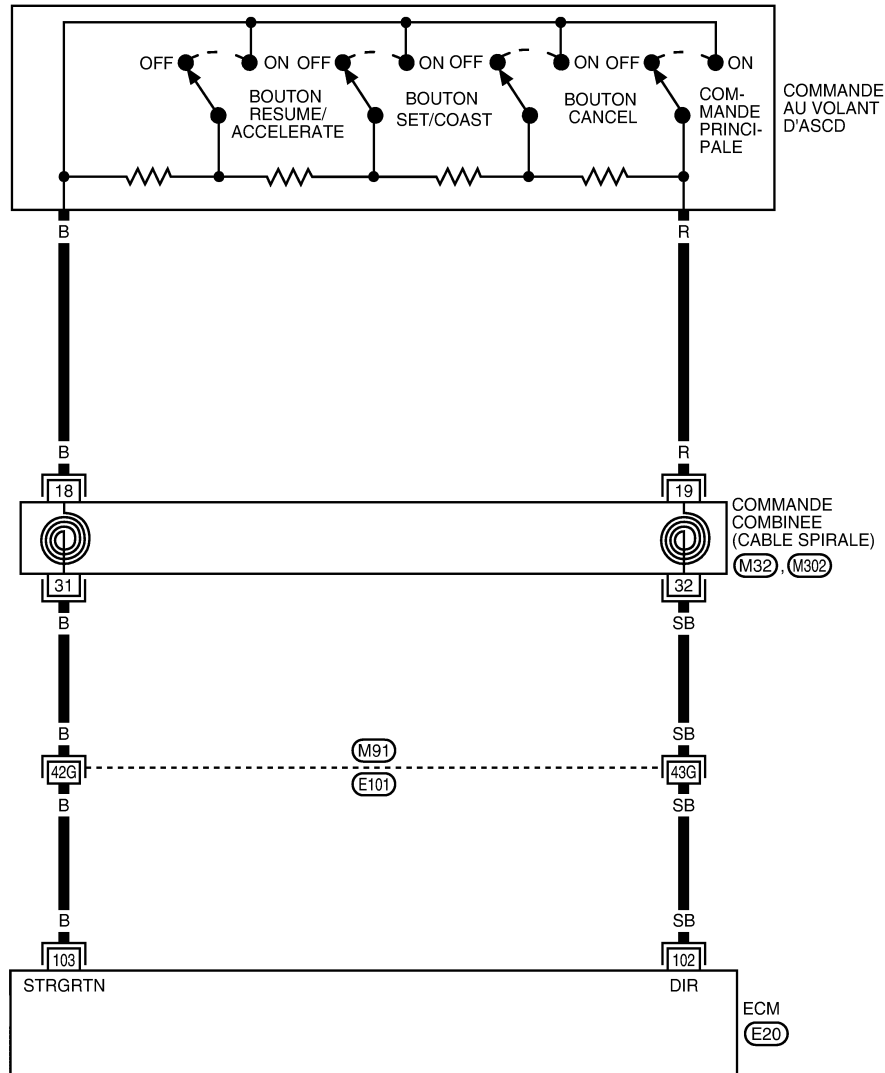 OFF ON OFF ON OFF ON OFF ON
BOUTON
RESUME/
ACCELERATE
BOUTON
SET/COAST
BOUTON
CANCEL
COM-
MANDE
PRINCI-
PALE
COMMANDE
AU VOLANT
D'ASCD
B R
B R
18 19
COMMANDE
COMBINEE
(CABLE SPIRALE)
M32 , M302
31 32
B SB
B SB
M91
42G 43G
E101
B SB
B SB
103 102
STRGRTN DIR
ECM
E20